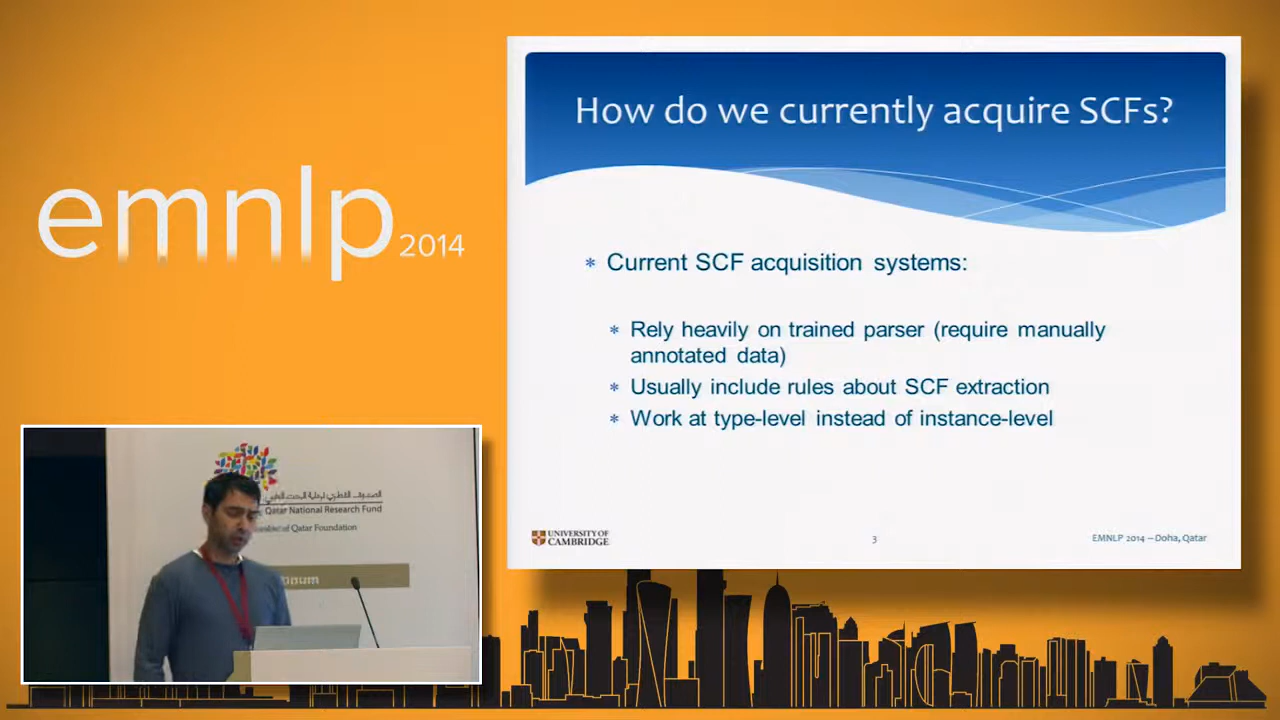 emnlp 2014
How do we currently acquire SCFs?
* Current SCF acquisition systems:
* Rely heavily on trained parser (require manually
annotated data)
* Usually include rules about SCF extraction
* Work at type-level instead of instance-level
UNIVERSITY OF
CAMBRIDGE
3
EMNLP 2014 – Doha, Qatar
Qatar National Research Fund
of Qatar Foundation